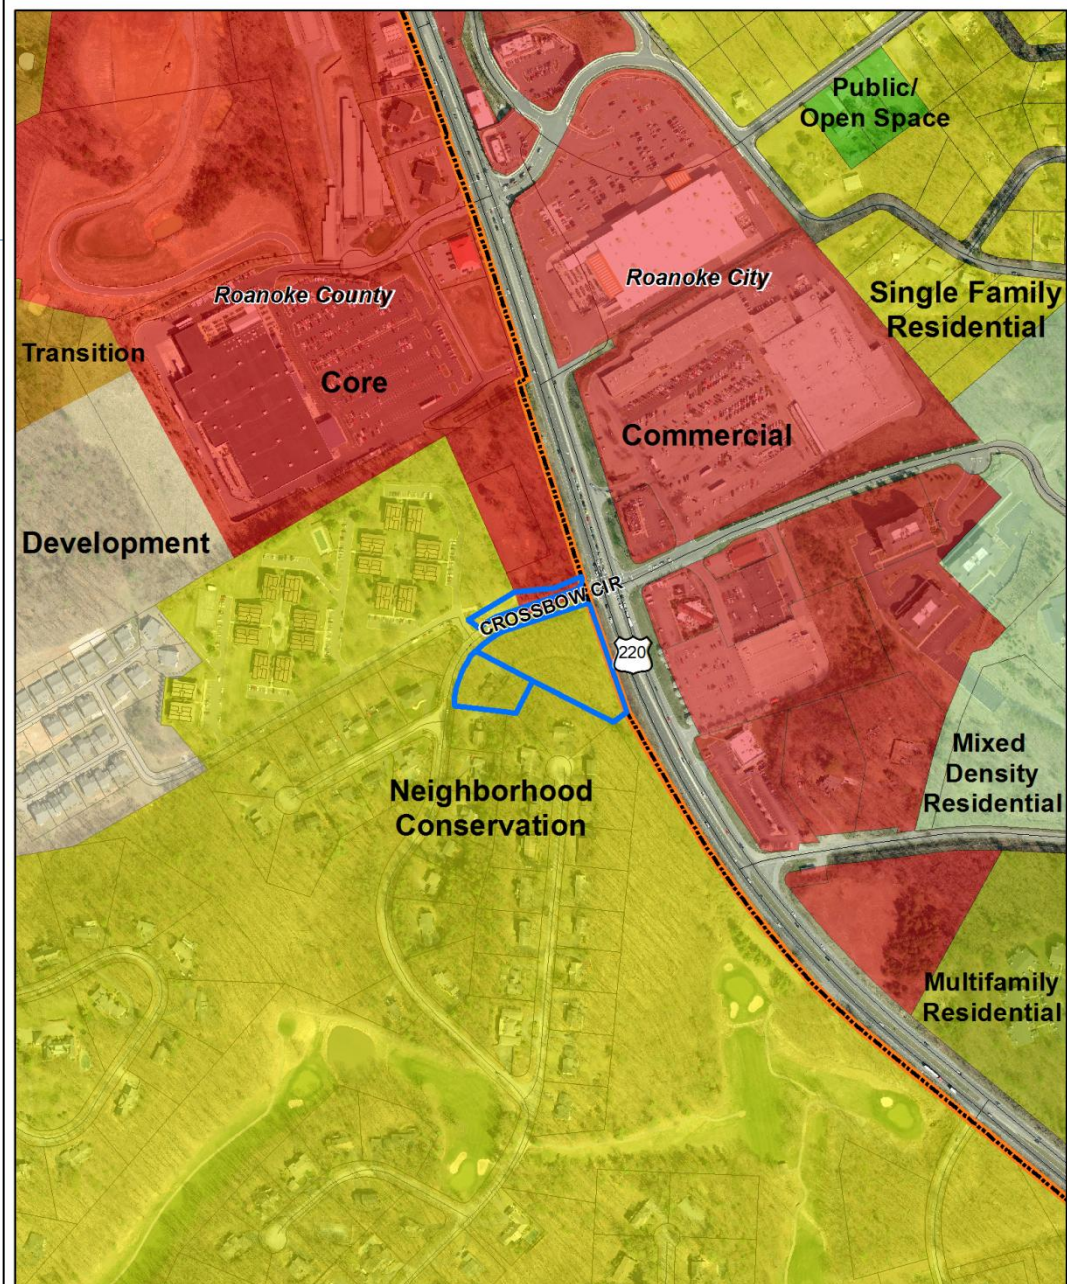 Public/
Open Space
Roanoke County
Roanoke City
Single Family
Residential
Transition
Core
Commercial
Development
CROSSBOW CIR
220
Neighborhood
Conservation
Mixed
Density
Residential
Multifamily
Residential